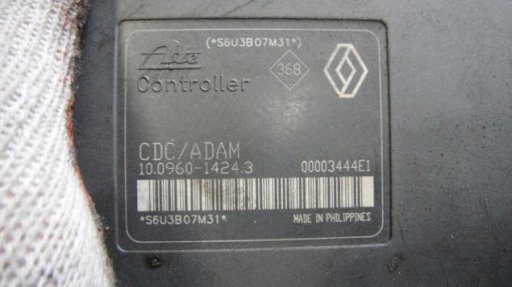 (*S6U3B07M31*)
Ate
368
Controller
CDC/ADAM
10.0960-1424.3 00003444E1
*S6U3B07M31*
MADE IN PHILIPPINES